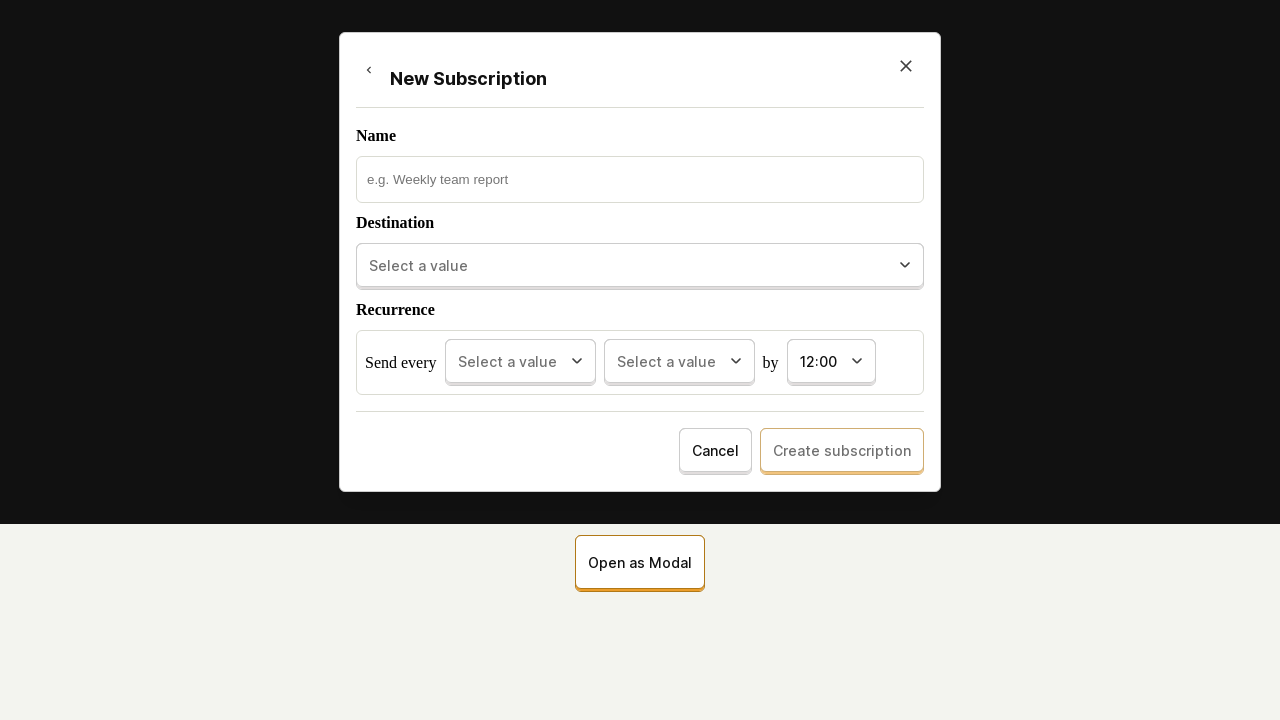 New Subscription
Name
e.g. Weekly team report
Destination
Select a value
Recurrence
Send every Select a value Select a value by 12:00
Cancel Create subscription
Open as Modal